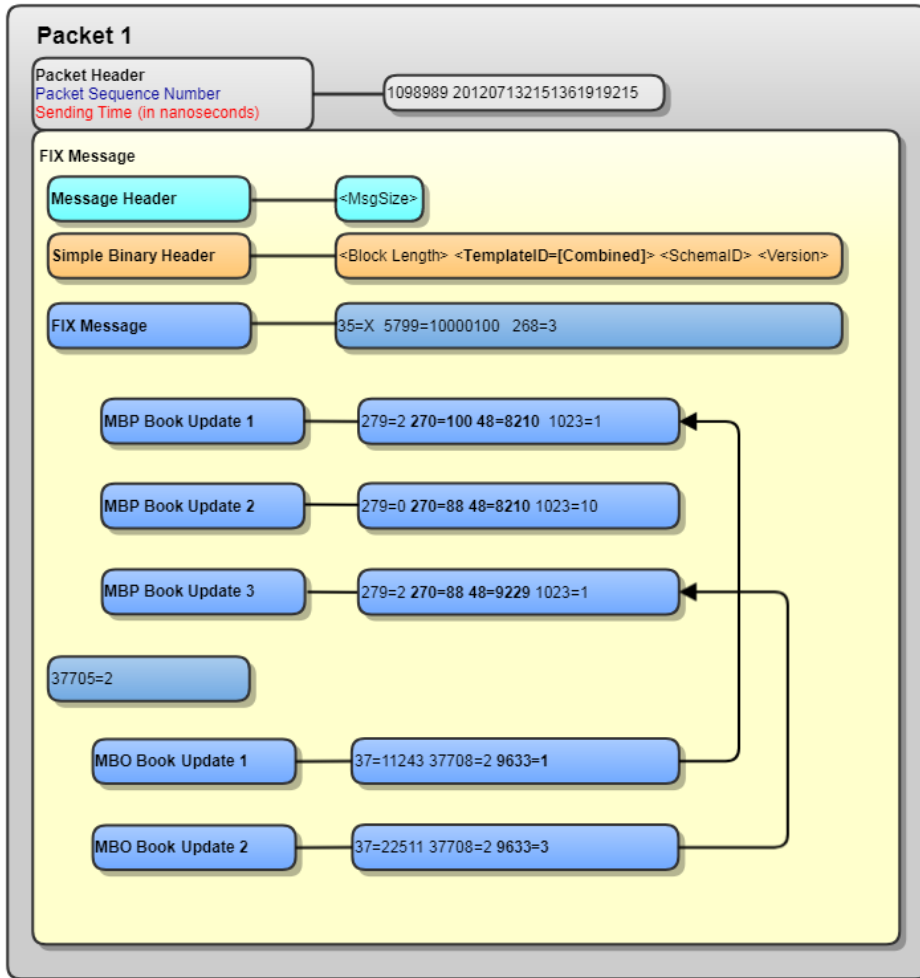 Packet 1
Packet Header
Packet Sequence Number
Sending Time (in nanoseconds)
1098989 201207132151361919215
FIX Message
Message Header
<MsgSize>
Simple Binary Header
<Block Length> <TemplateID=[Combined]> <SchemaID> <Version>
FIX Message
35=X 5799=10000100 268=3
MBP Book Update 1
279=2 270=100 48=8210 1023=1
MBP Book Update 2
279=0 270=88 48=8210 1023=10
MBP Book Update 3
279=2 270=88 48=9229 1023=1
37705=2
MBO Book Update 1
37=11243 37708=2 9633=1
MBO Book Update 2
37=22511 37708=2 9633=3